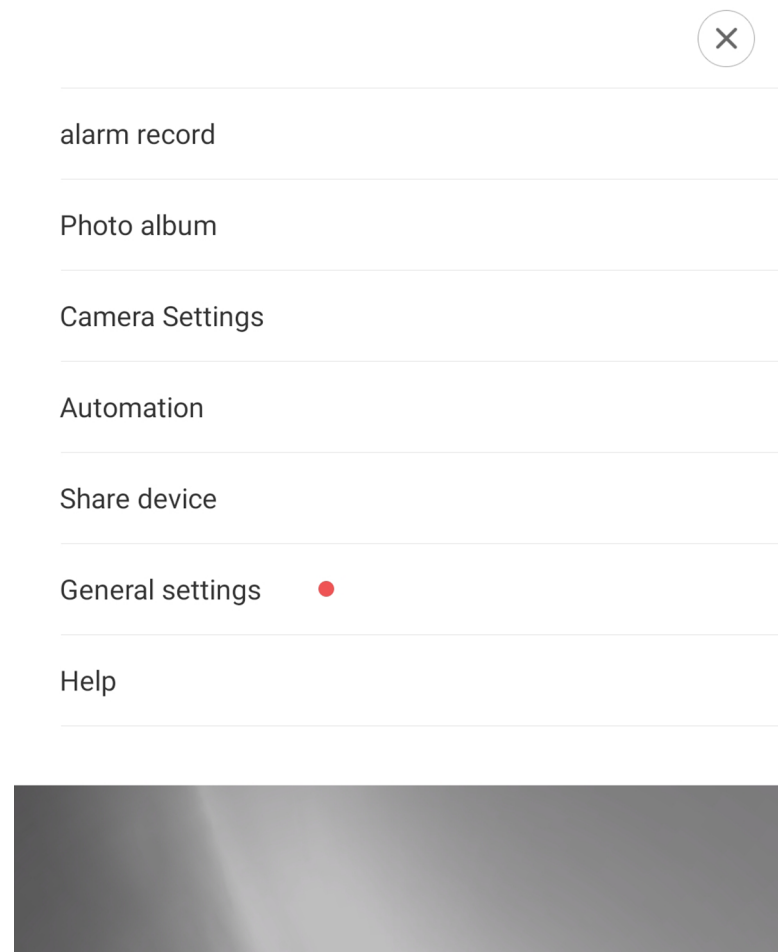 alarm record
Photo album
Camera Settings
Automation
Share device
General settings
Help